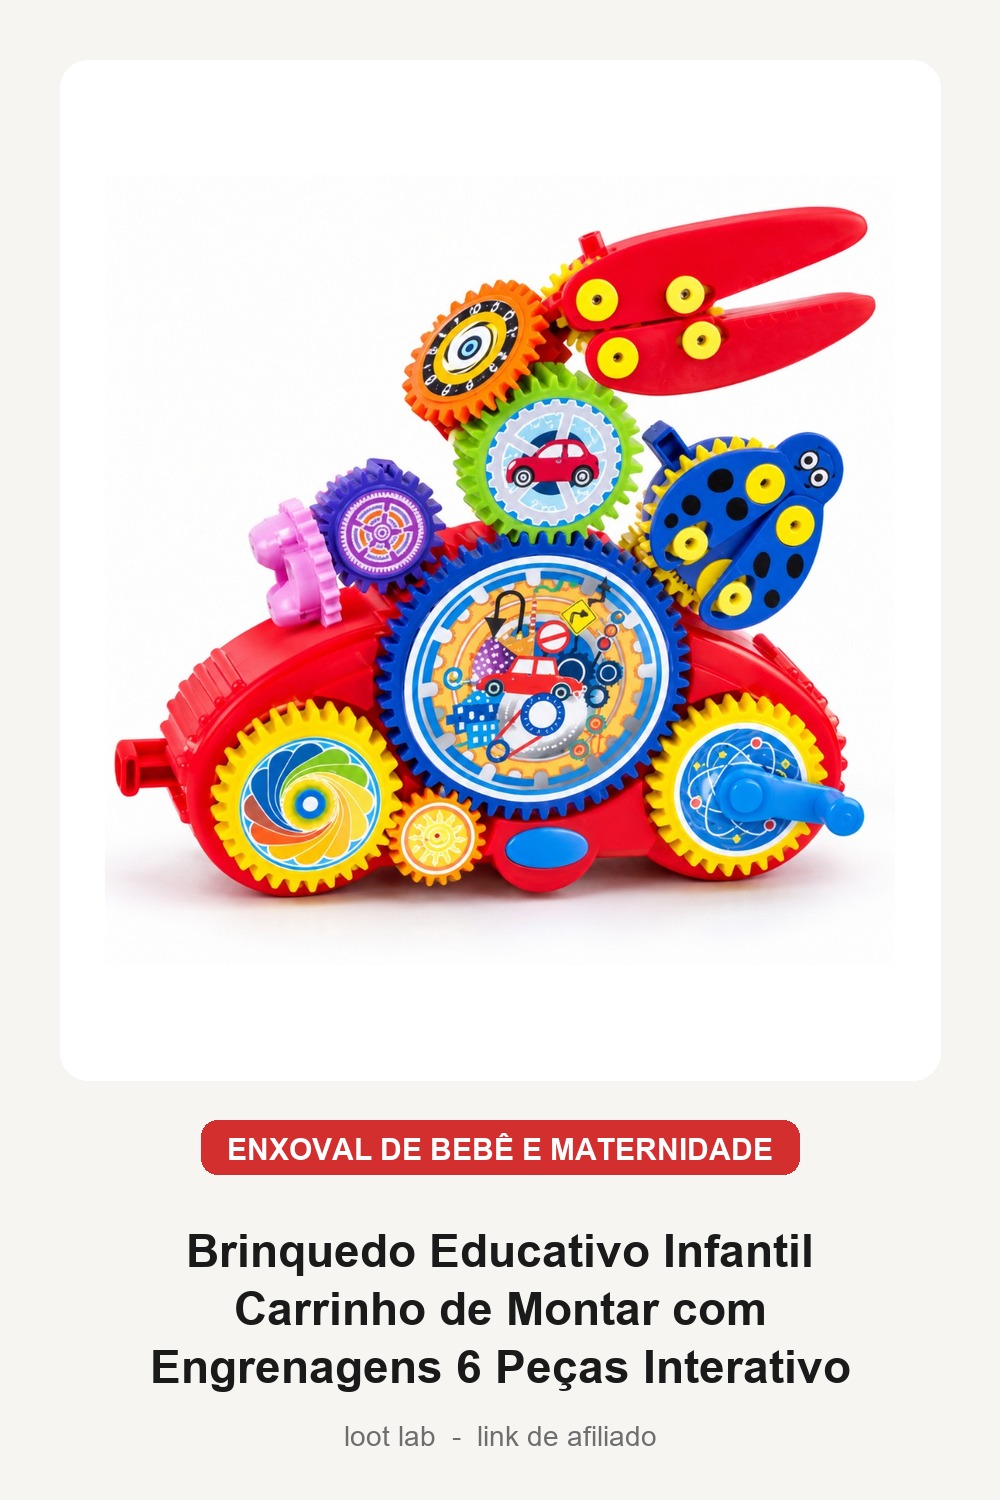 ENXOVAL DE BEBÊ E MATERNIDADE
Brinquedo Educativo Infantil
Carrinho de Montar com
Engrenagens 6 Peças Interativo
loot lab - link de afiliado